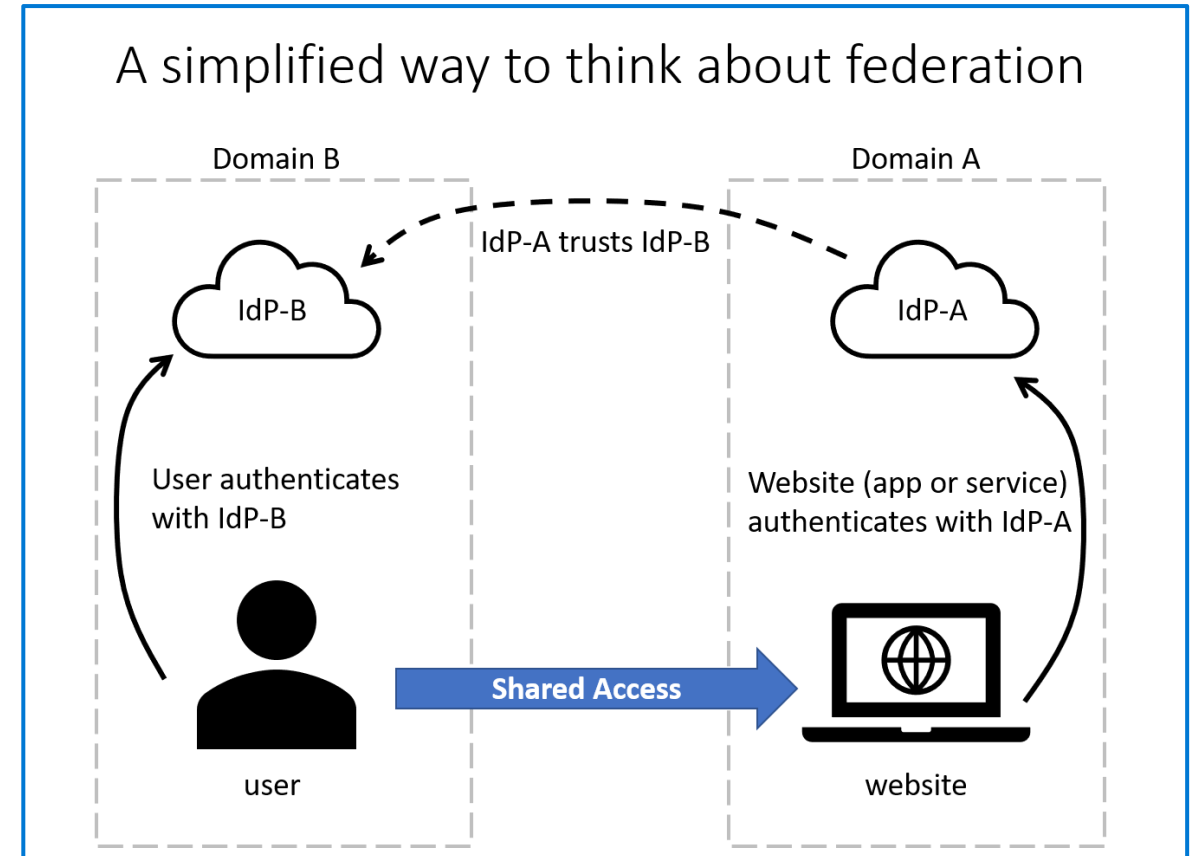 A simplified way to think about federation
Domain B
Domain A
IdP-A trusts IdP-B
IdP-B
IdP-A
User authenticates
with IdP-B
Website (app or service)
authenticates with IdP-A
Shared Access
user
website